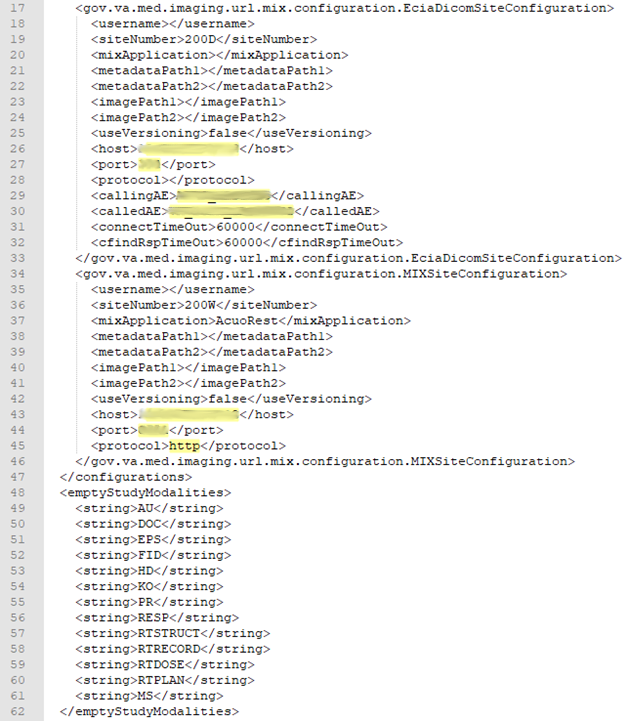 17 <gov.va.med.imaging.url.mix.configuration.EciaDicomSiteConfiguration>
18 <username></username>
19 <siteNumber>200D</siteNumber>
20 <mixApplication></mixApplication>
21 <metadataPath1></metadataPath1>
22 <metadataPath2></metadataPath2>
23 <imagePath1></imagePath1>
24 <imagePath2></imagePath2>
25 <useVersioning>false</useVersioning>
26 <host></host>
27 <port></port>
28 <protocol></protocol>
29 <callingAE></callingAE>
30 <calledAE></calledAE>
31 <connectTimeOut>60000</connectTimeOut>
32 <cfindRspTimeOut>60000</cfindRspTimeOut>
33 </gov.va.med.imaging.url.mix.configuration.EciaDicomSiteConfiguration>
34 <gov.va.med.imaging.url.mix.configuration.MIXSiteConfiguration>
35 <username></username>
36 <siteNumber>200W</siteNumber>
37 <mixApplication>AcuoRest</mixApplication>
38 <metadataPath1></metadataPath1>
39 <metadataPath2></metadataPath2>
40 <imagePath1></imagePath1>
41 <imagePath2></imagePath2>
42 <useVersioning>false</useVersioning>
43 <host></host>
44 <port></port>
45 <protocol>http</protocol>
46 </gov.va.med.imaging.url.mix.configuration.MIXSiteConfiguration>
47 </configurations>
48 <emptyStudyModalities>
49 <string>AU</string>
50 <string>DOC</string>
51 <string>EPS</string>
52 <string>FID</string>
53 <string>HD</string>
54 <string>KO</string>
55 <string>PR</string>
56 <string>RESP</string>
57 <string>RTSTRUCT</string>
58 <string>RTRECORD</string>
59 <string>RTDOSE</string>
60 <string>RTPLAN</string>
61 <string>MS</string>
62 </emptyStudyModalities>